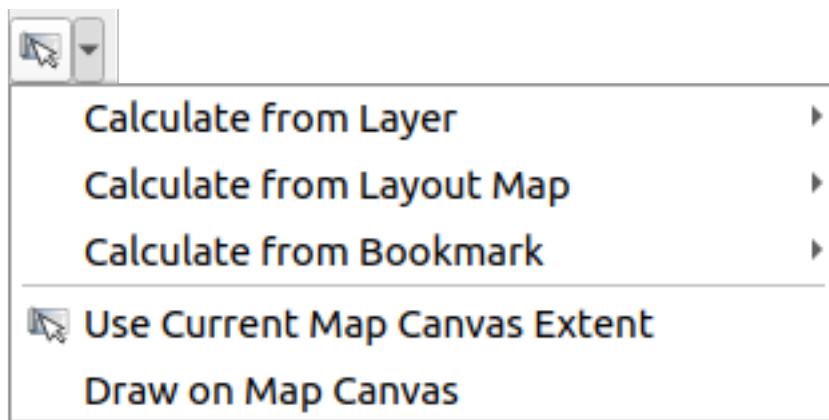 Calculate from Layer
Calculate from Layout Map
Calculate from Bookmark
Use Current Map Canvas Extent
Draw on Map Canvas